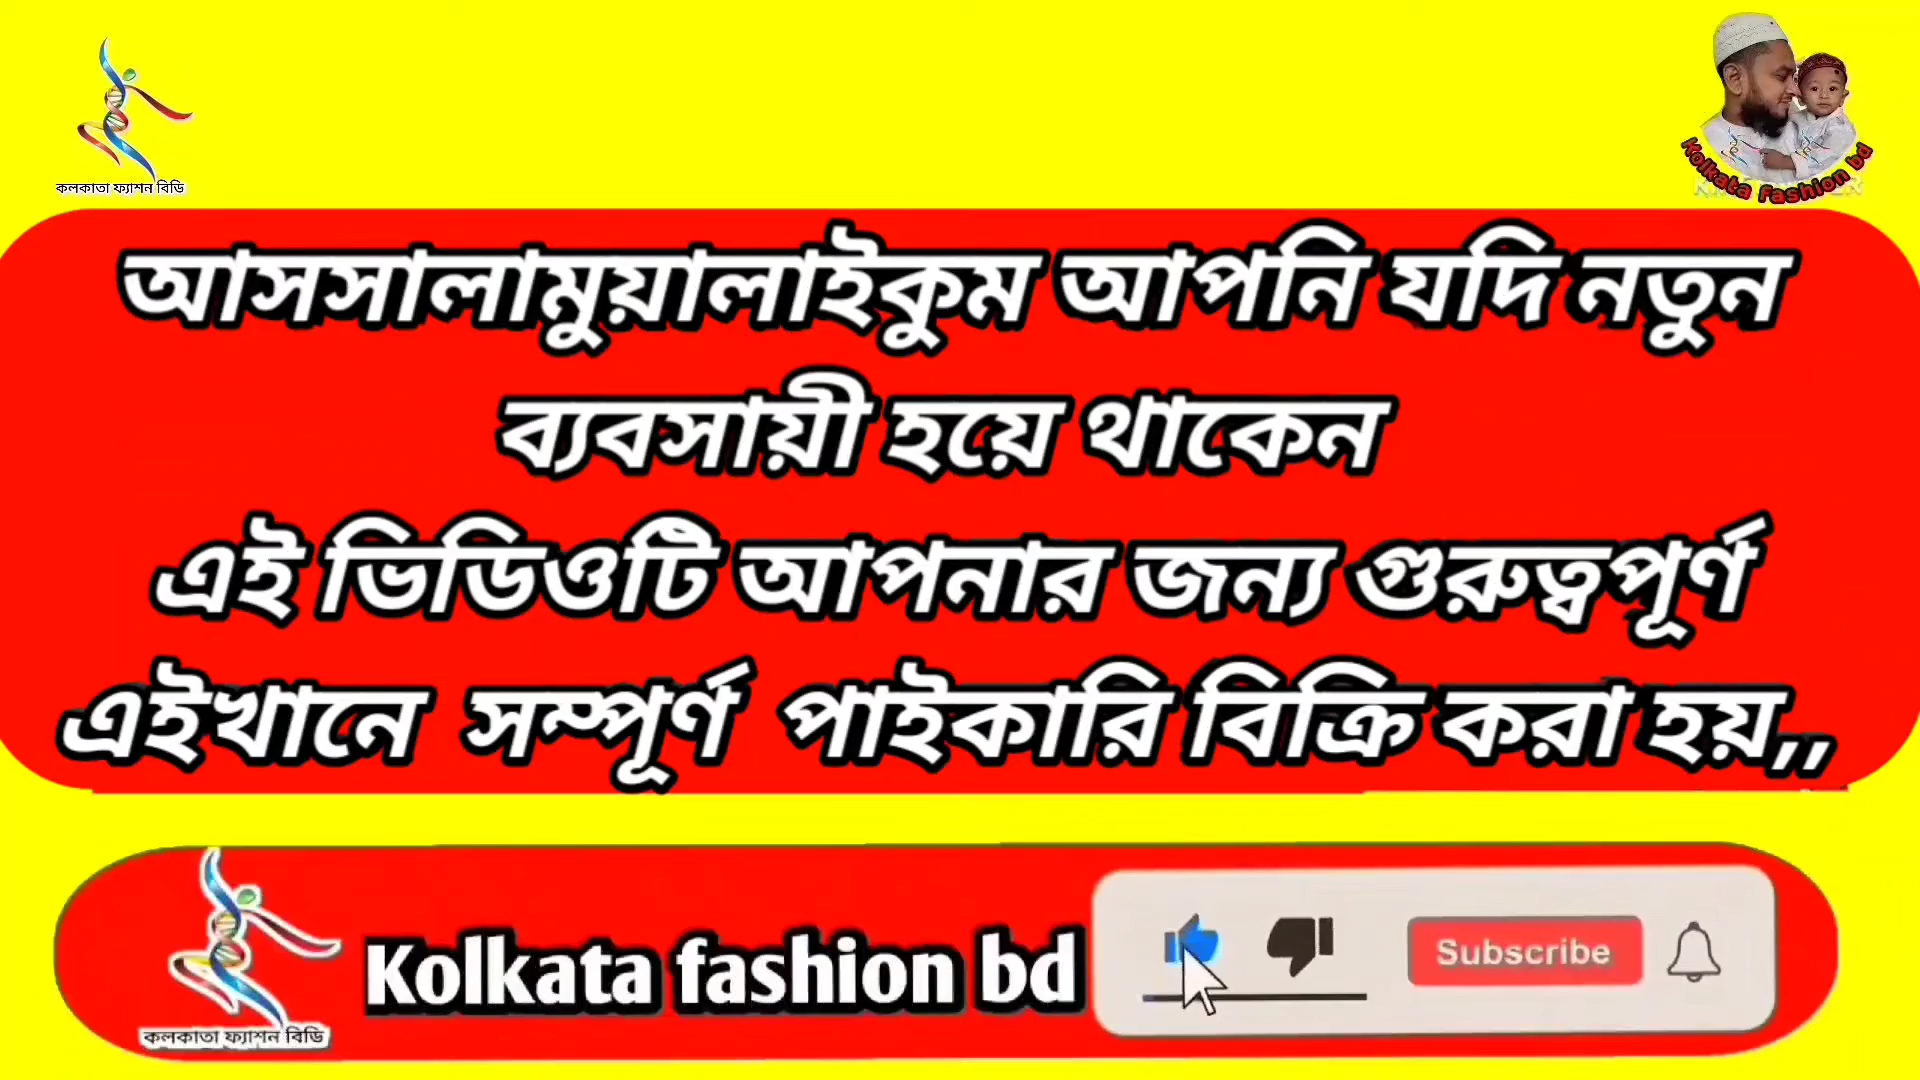 কলকাতা ফ্যাশন বিডি
Kolkata fashion bd
আসসালামুয়ালাইকুম আপনি যদি নতুন
ব্যবসায়ী হয়ে থাকেন
এই ভিডিওটি আপনার জন্য গুরুত্বপূর্ণ
এইখানে সম্পূর্ণ পাইকারি বিক্রি করা হয়,,
কলকাতা ফ্যাশন বিডি
Kolkata fashion bd
Subscribe